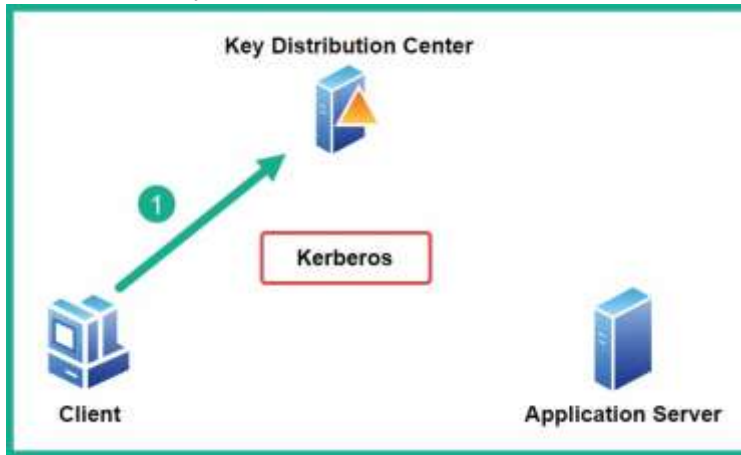 Key Distribution Center
1
Kerberos
Client
Application Server